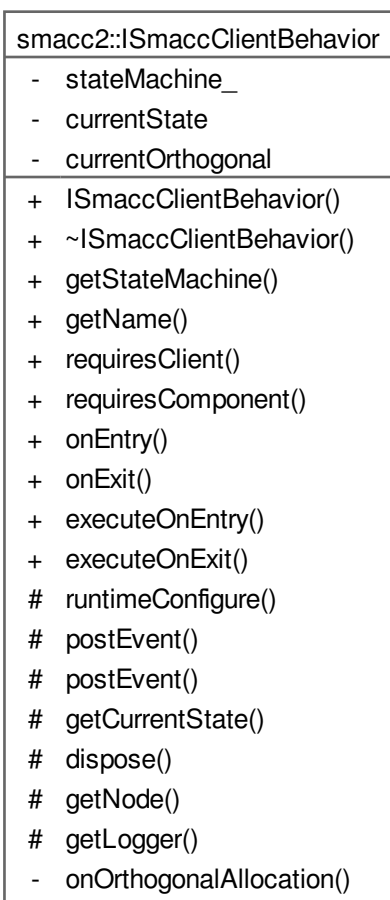 smacc2::ISmaccClientBehavior
- stateMachine_
- currentState
- currentOrthogonal
+ ISmaccClientBehavior()
+ ~ISmaccClientBehavior()
+ getStateMachine()
+ getName()
+ requiresClient()
+ requiresComponent()
+ onEntry()
+ onExit()
+ executeOnEntry()
+ executeOnExit()
# runtimeConfigure()
# postEvent()
# postEvent()
# getCurrentState()
# dispose()
# getNode()
# getLogger()
- onOrthogonalAllocation()